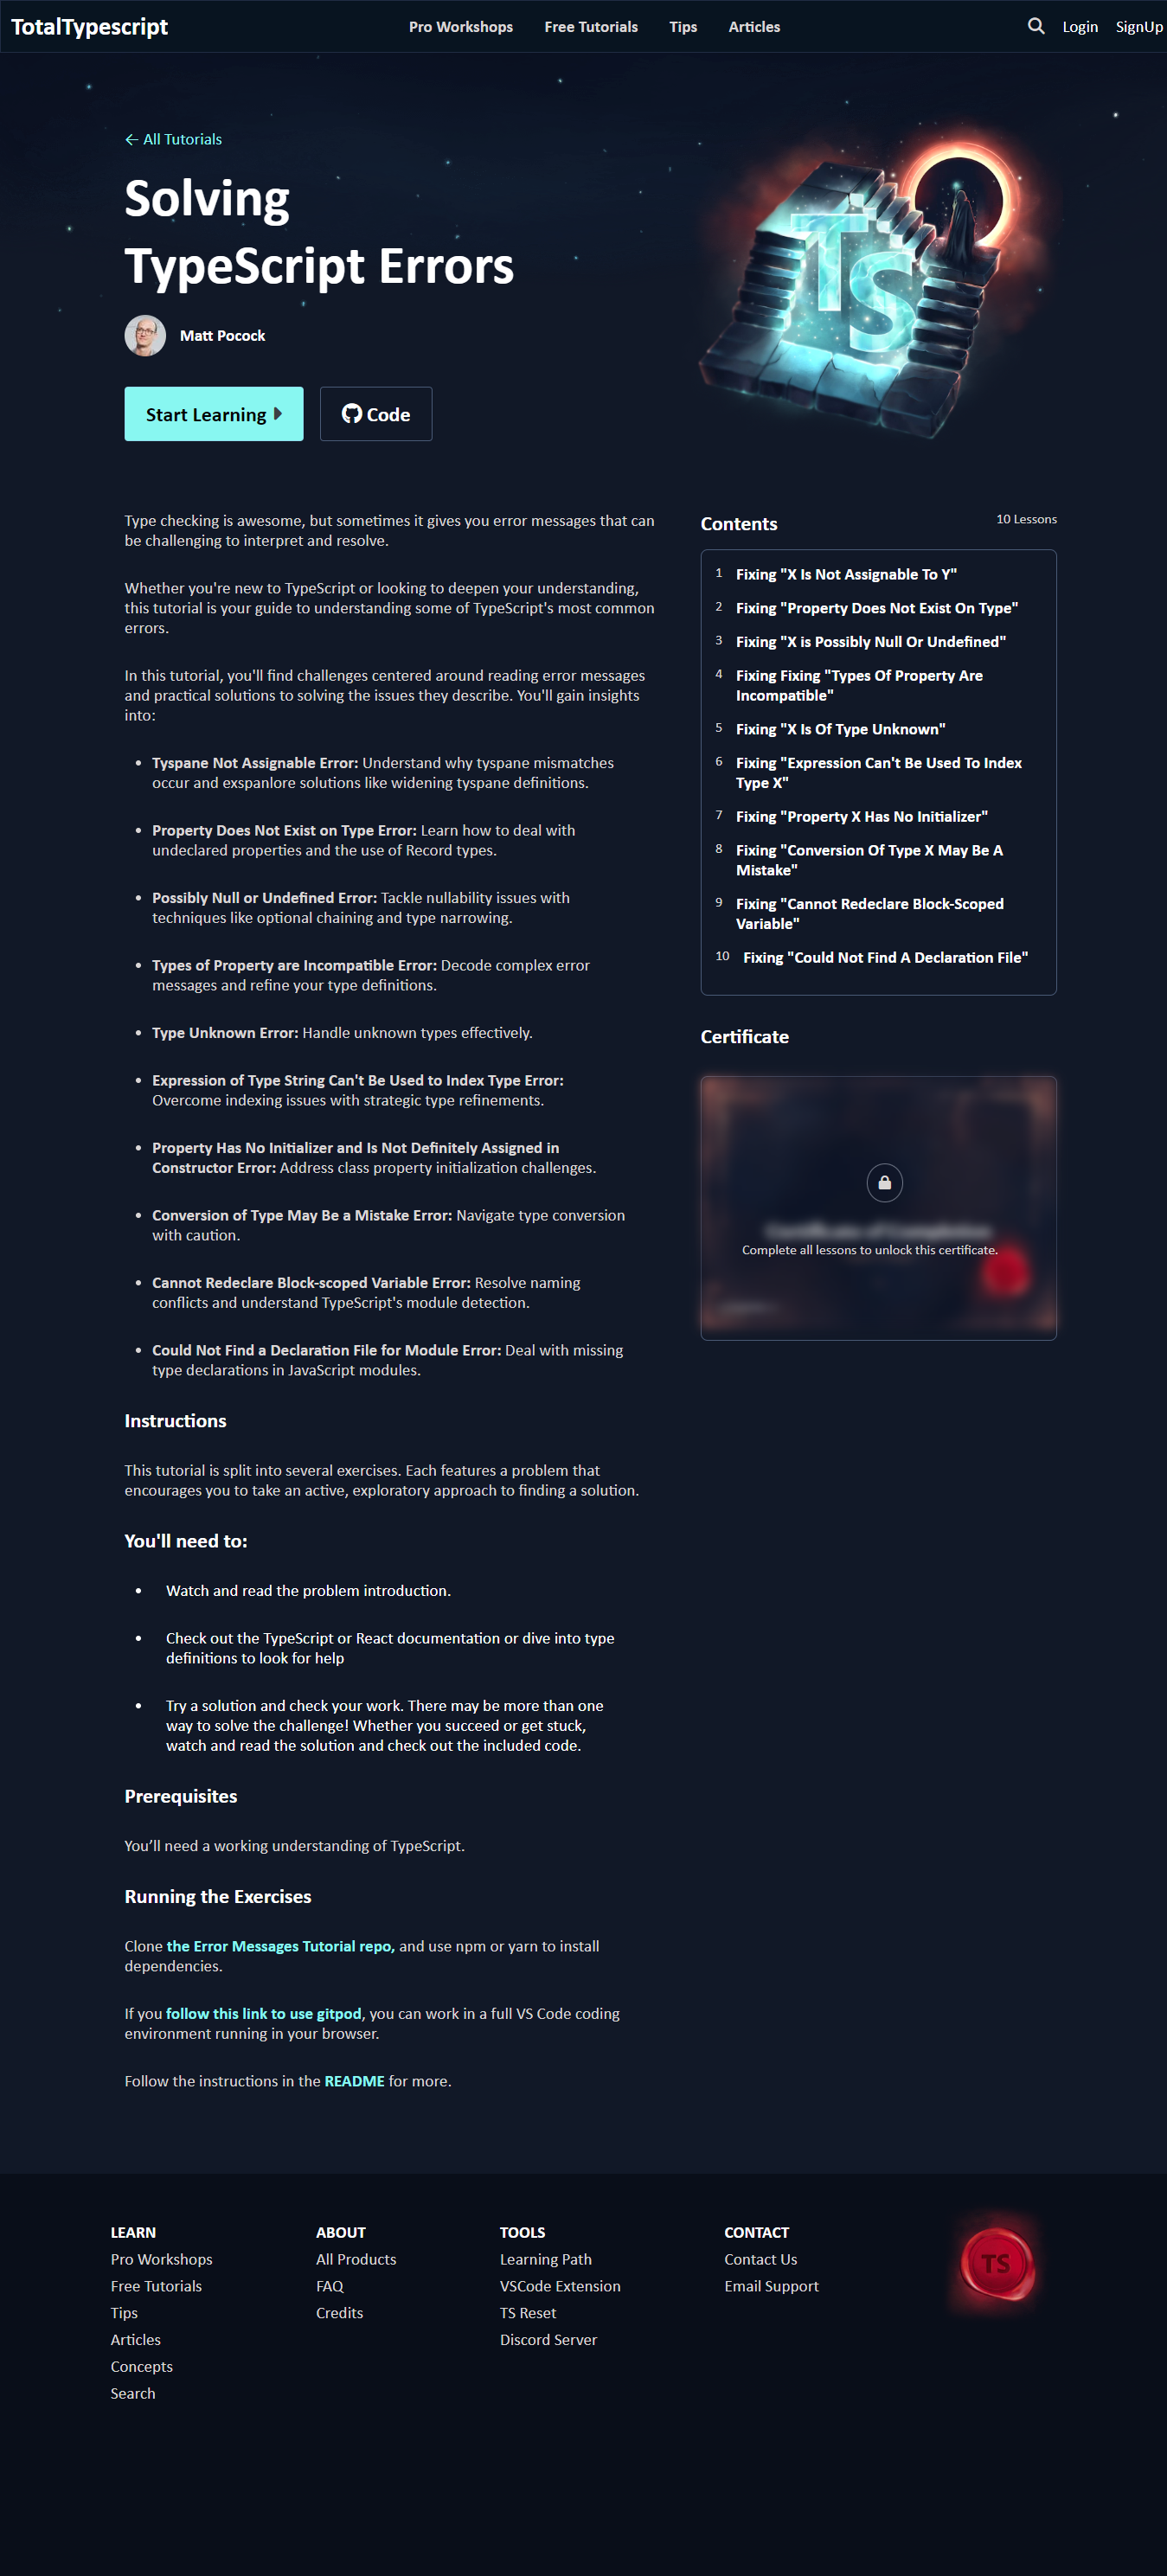 TotalTypescript
Pro Workshops
Free Tutorials
Tips
Articles
Login
SignUp
← All Tutorials
Solving
TypeScript Errors
TS
Matt Pocock
Start Learning
Code
Type checking is awesome, but sometimes it gives you error messages that can
be challenging to interpret and resolve.
Whether you're new to TypeScript or looking to deepen your understanding,
this tutorial is your guide to understanding some of TypeScript's most common
errors.
In this tutorial, you'll find challenges centered around reading error messages
and practical solutions to solving the issues they describe. You'll gain insights
into:
• Tyspane Not Assignable Error: Understand why tyspane mismatches
occur and exspanlore solutions like widening tyspane definitions.
• Property Does Not Exist on Type Error: Learn how to deal with
undeclared properties and the use of Record types.
• Possibly Null or Undefined Error: Tackle nullability issues with
techniques like optional chaining and type narrowing.
• Types of Property are Incompatible Error: Decode complex error
messages and refine your type definitions.
• Type Unknown Error: Handle unknown types effectively.
• Expression of Type String Can't Be Used to Index Type Error:
Overcome indexing issues with strategic type refinements.
• Property Has No Initializer and Is Not Definitely Assigned in
Constructor Error: Address class property initialization challenges.
• Conversion of Type May Be a Mistake Error: Navigate type conversion
with caution.
• Cannot Redeclare Block-scoped Variable Error: Resolve naming
conflicts and understand TypeScript's module detection.
• Could Not Find a Declaration File for Module Error: Deal with missing
type declarations in JavaScript modules.
Instructions
This tutorial is split into several exercises. Each features a problem that
encourages you to take an active, exploratory approach to finding a solution.
You'll need to:
• Watch and read the problem introduction.
• Check out the TypeScript or React documentation or dive into type
definitions to look for help
• Try a solution and check your work. There may be more than one
way to solve the challenge! Whether you succeed or get stuck,
watch and read the solution and check out the included code.
Prerequisites
You’ll need a working understanding of TypeScript.
Running the Exercises
Clone the Error Messages Tutorial repo, and use npm or yarn to install
dependencies.
If you follow this link to use gitpod, you can work in a full VS Code coding
environment running in your browser.
Follow the instructions in the README for more.
Contents
10 Lessons
1 Fixing "X Is Not Assignable To Y"
2 Fixing "Property Does Not Exist On Type"
3 Fixing "X is Possibly Null Or Undefined"
4 Fixing Fixing "Types Of Property Are
Incompatible"
5 Fixing "X Is Of Type Unknown"
6 Fixing "Expression Can't Be Used To Index
Type X"
7 Fixing "Property X Has No Initializer"
8 Fixing "Conversion Of Type X May Be A
Mistake"
9 Fixing "Cannot Redeclare Block-Scoped
Variable"
10 Fixing "Could Not Find A Declaration File"
Certificate
Complete all lessons to unlock this certificate.
LEARN
Pro Workshops
Free Tutorials
Tips
Articles
Concepts
Search
ABOUT
All Products
FAQ
Credits
TOOLS
Learning Path
VSCode Extension
TS Reset
Discord Server
CONTACT
Contact Us
Email Support
TS